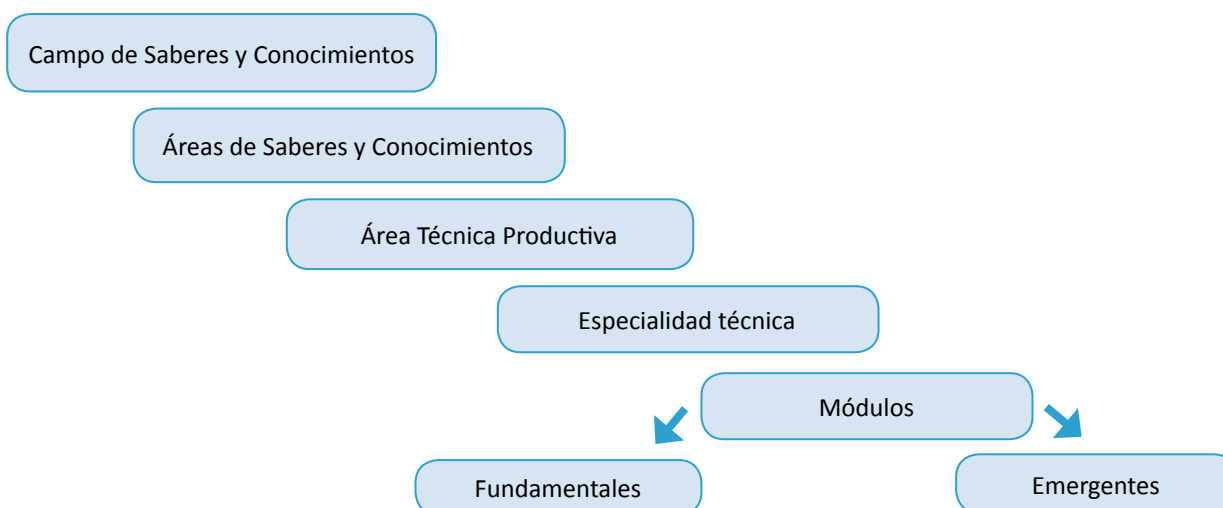 Campo de Saberes y Conocimientos
Áreas de Saberes y Conocimientos
Área Técnica Productiva
Especialidad técnica
Módulos
Fundamentales
Emergentes